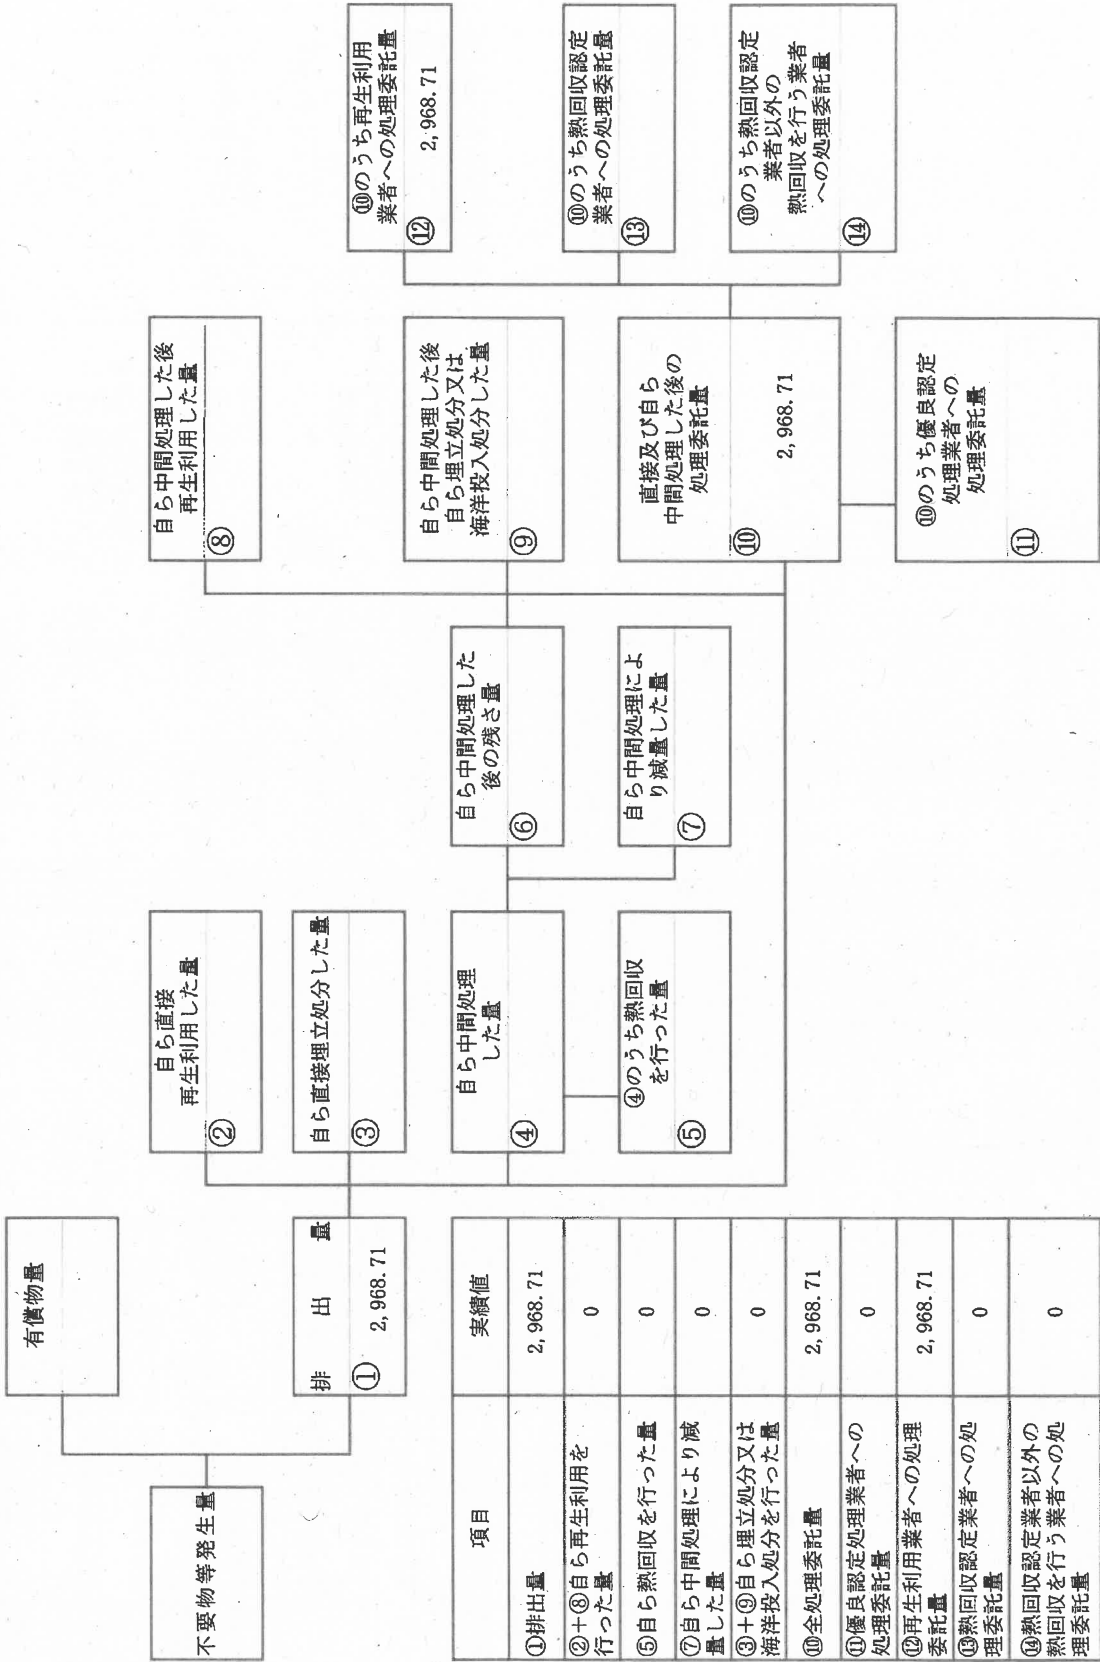 不要物等発生量
有償物量
排出量
①
2,968.71
自ら直接
再生利用した量
②
自ら直接埋立処分した量
③
自ら中間処理
した量
④
④のうち熱回収
を行った量
⑤
自ら中間処理した
後の残さ量
⑥
自ら中間処理によ
り減量した量
⑦
自ら中間処理した後
再生利用した量
⑧
自ら中間処理した後
自ら埋立処分又は
海洋投入処分した量
⑨
直接及び自ら
中間処理した後の
処理委託量
⑩
2,968.71
⑩のうち優良認定
処理業者への
処理委託量
⑪
⑩のうち再生利用
業者への処理委託量
⑫
2,968.71
⑩のうち熱回収認定
業者への処理委託量
⑬
⑩のうち熱回収認定
業者以外の
熱回収を行う業者
への処理委託量
⑭
項目 実績値
①排出量 2,968.71
②+⑧自ら再生利用を
行った量 0
⑤自ら熱回収を行った量 0
⑦自ら中間処理により減
量した量 0
③+⑨自ら埋立処分又は
海洋投入処分を行った量 0
⑩全処理委託量 2,968.71
⑪優良認定処理業者への
処理委託量 0
⑫再生利用業者への処理
委託量 2,968.71
⑬熱回収認定業者への処
理委託量 0
⑭熱回収認定業者以外の
熱回収を行う業者への処
理委託量 0